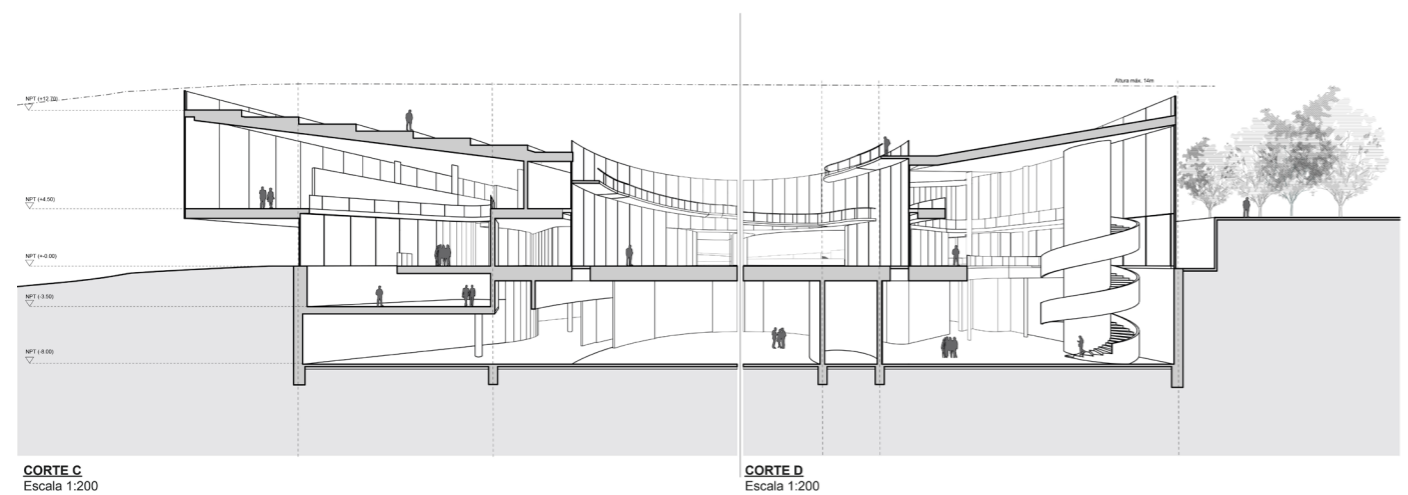 Altura máx. 14m
NPT (+12.70)
NPT (+4.50)
NPT (+-0.00)
NPT (-3.50)
NPT (-8.00)
CORTE C
Escala 1:200
CORTE D
Escala 1:200